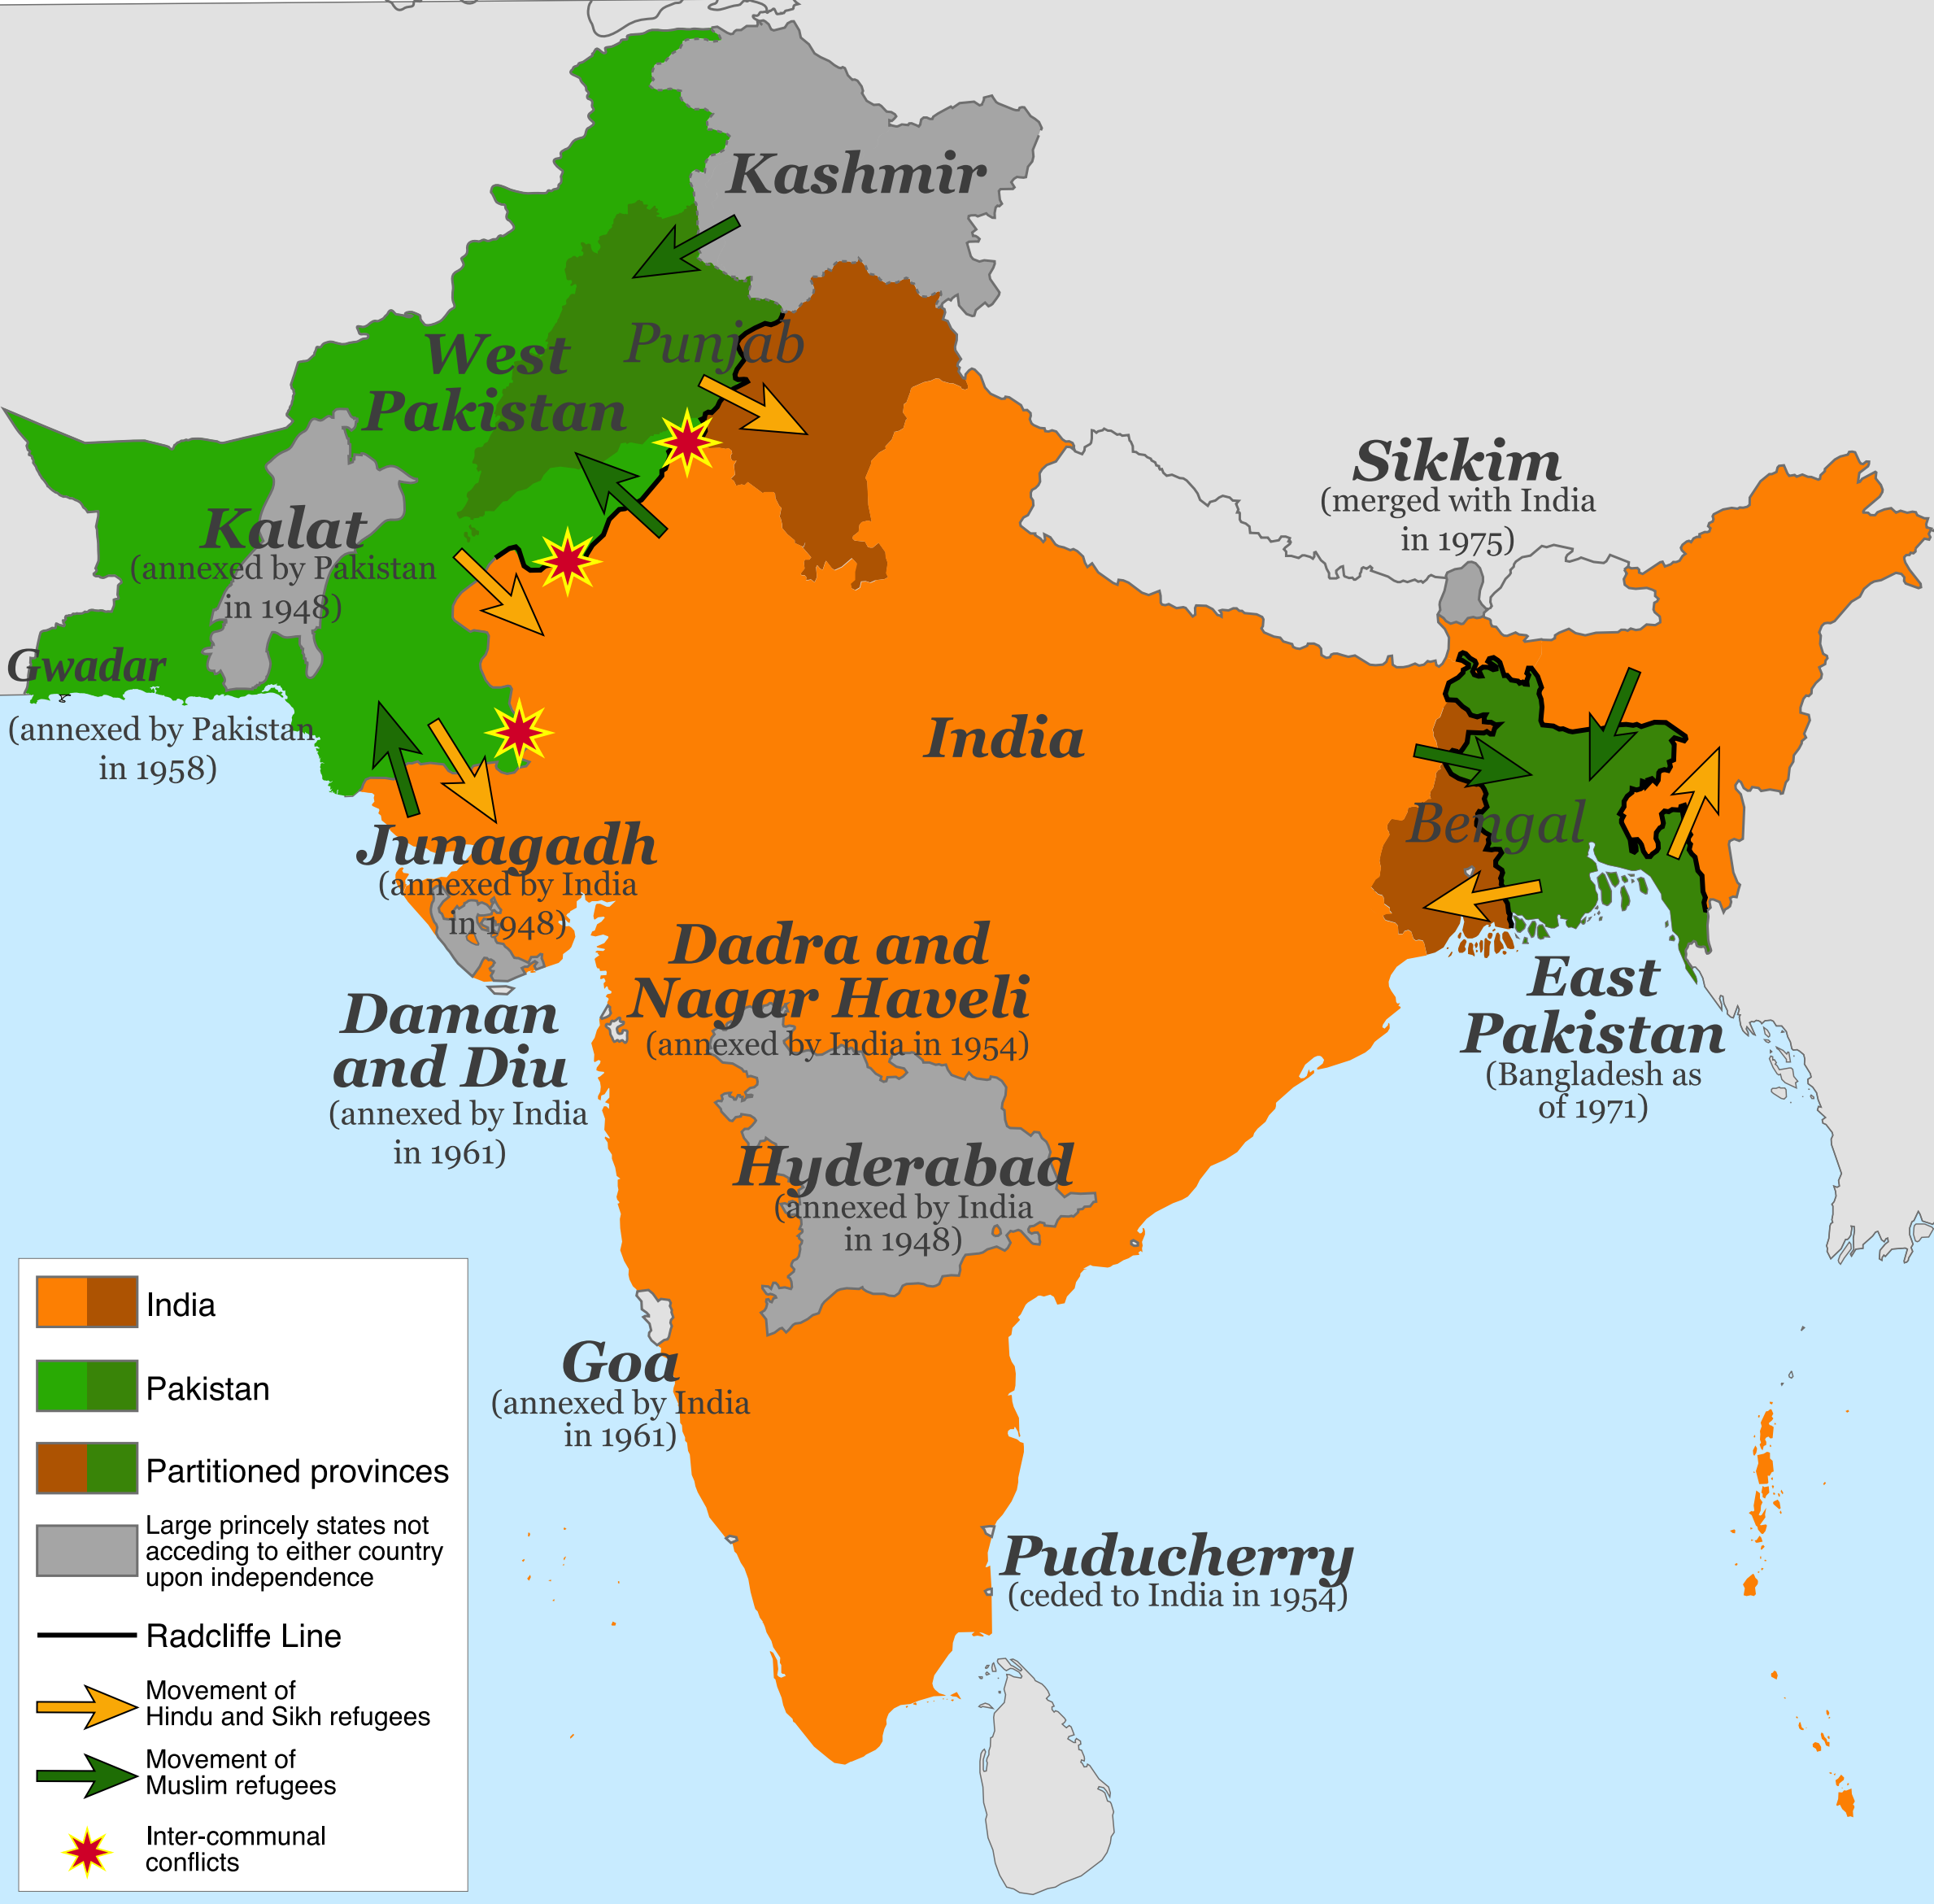 Kashmir
Punjab
West
Pakistan
Sikkim
(merged with India
in 1975)
Kalat
(annexed by Pakistan
in 1948)
Gwadar
(annexed by Pakistan
in 1958)
India
Bengal
Junagadh
(annexed by India
in 1948)
Dadra and
Nagar Haveli
(annexed by India in 1954)
East
Pakistan
(Bangladesh as
of 1971)
Daman
and Diu
(annexed by India
in 1961)
Hyderabad
(annexed by India
in 1948)
Goa
(annexed by India
in 1961)
Puducherry
(ceded to India in 1954)
India
Pakistan
Partitioned provinces
Large princely states not
acceding to either country
upon independence
Radcliffe Line
Movement of
Hindu and Sikh refugees
Movement of
Muslim refugees
Inter-communal
conflicts